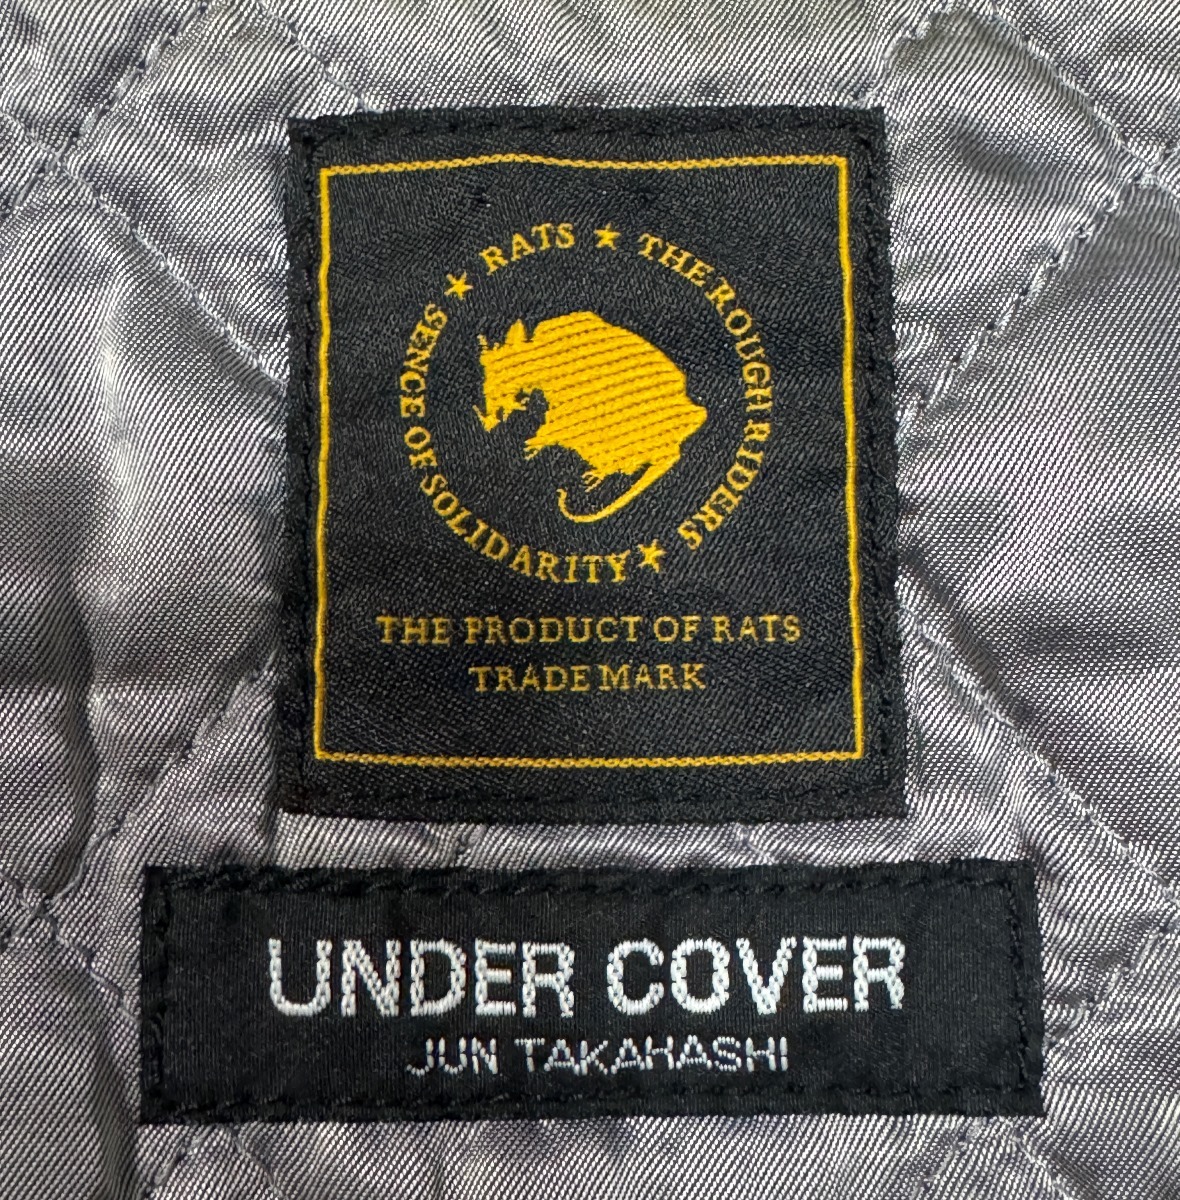 RATS ★ THE ROUGH RIDERS ★ SENCE OF SOLIDARITY ★
THE PRODUCT OF RATS
TRADE MARK
UNDER COVER
JUN TAKAHASHI